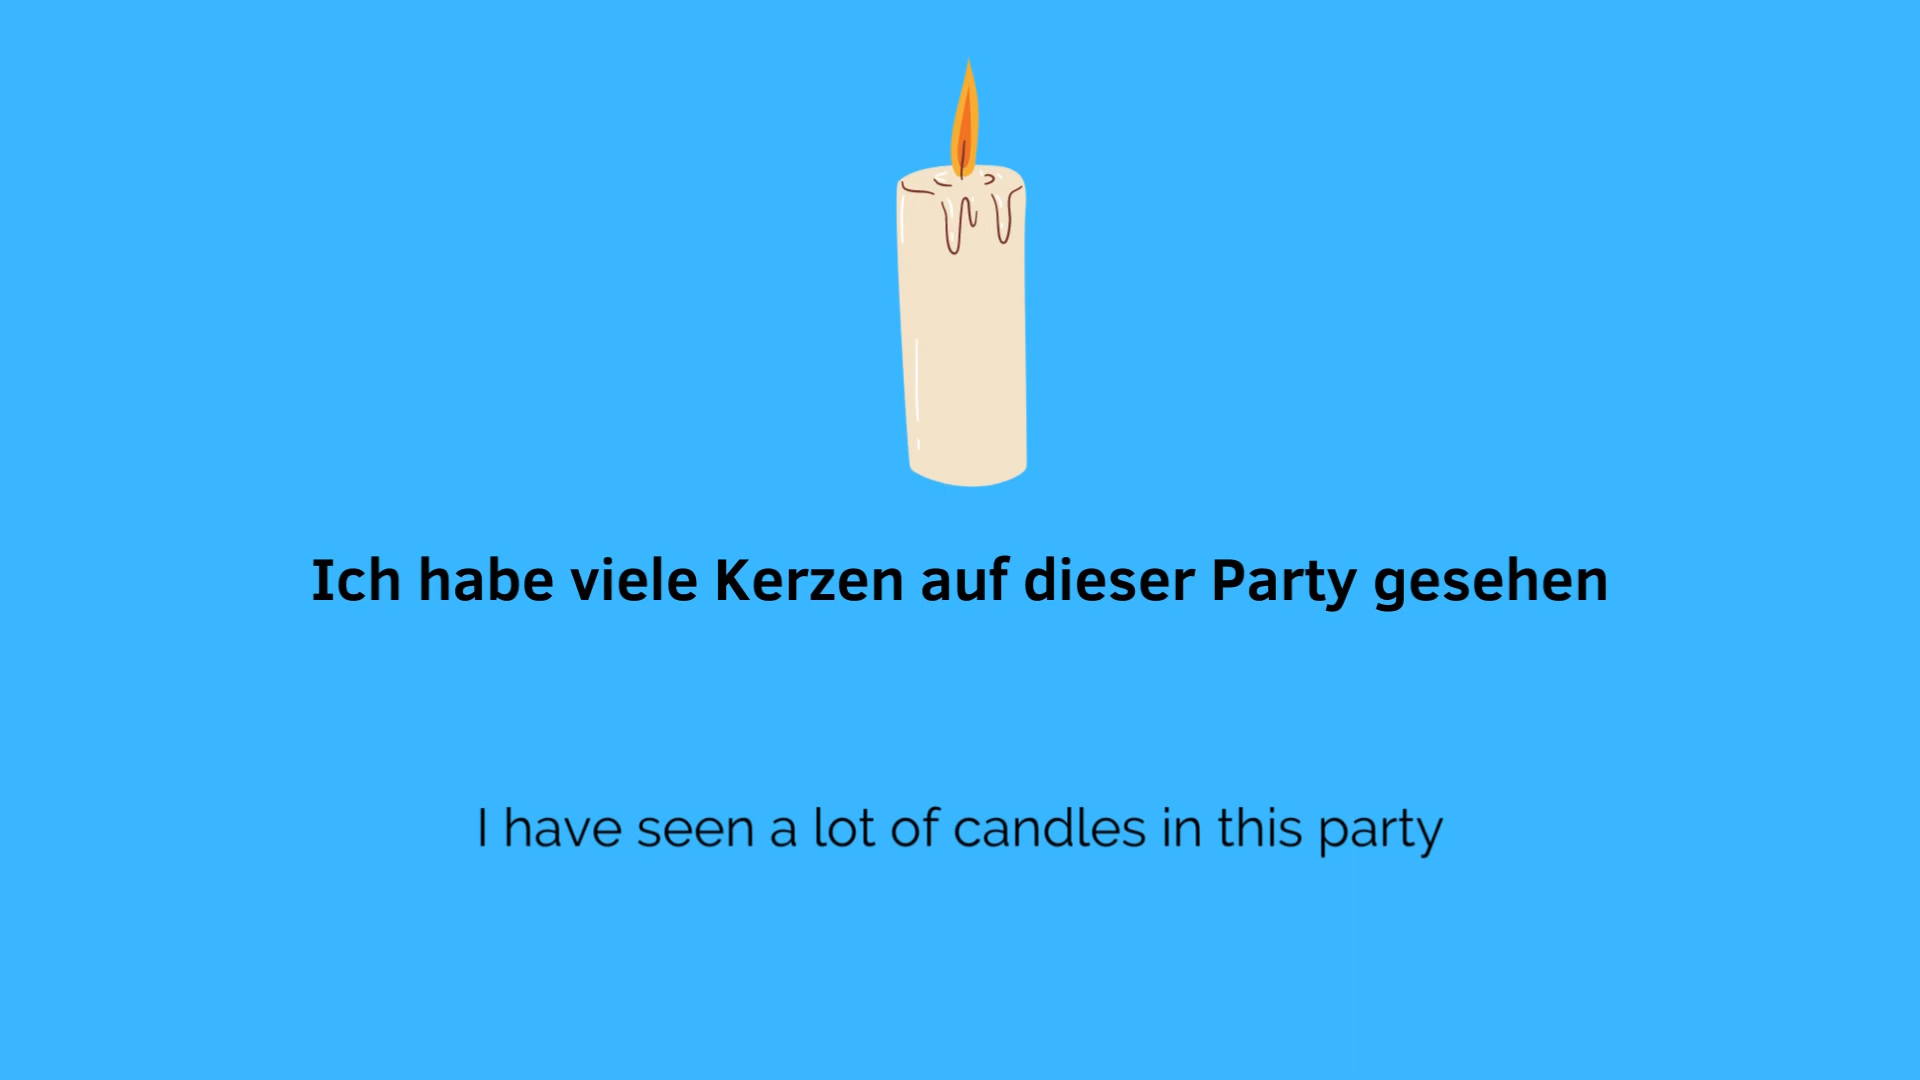 Ich habe viele Kerzen auf dieser Party gesehen
I have seen a lot of candles in this party